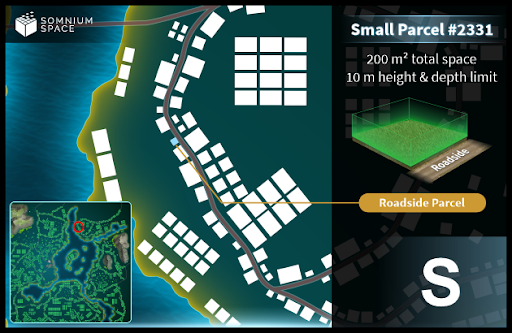 SOMNIUM
SPACE
Small Parcel #2331
200 m² total space
10 m height & depth limit
Roadside
Roadside Parcel
S